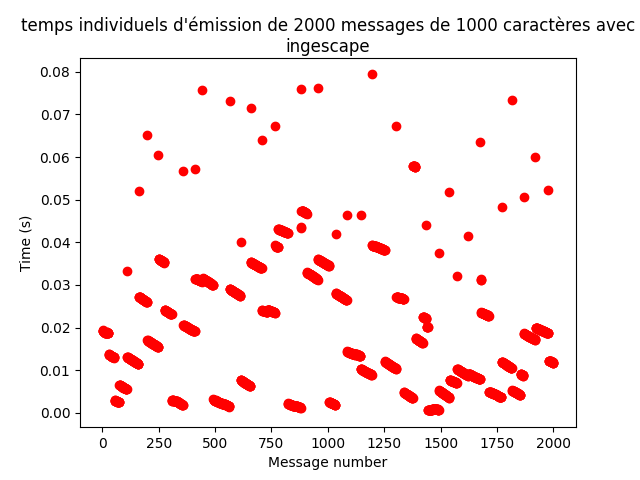 temps individuels d'émission de 2000 messages de 1000 caractères avec
ingescape
0.08
0.07
0.06
0.05
0.04
0.03
0.02
0.01
0.00
Time (s)
0 250 500 750 1000 1250 1500 1750 2000
Message number